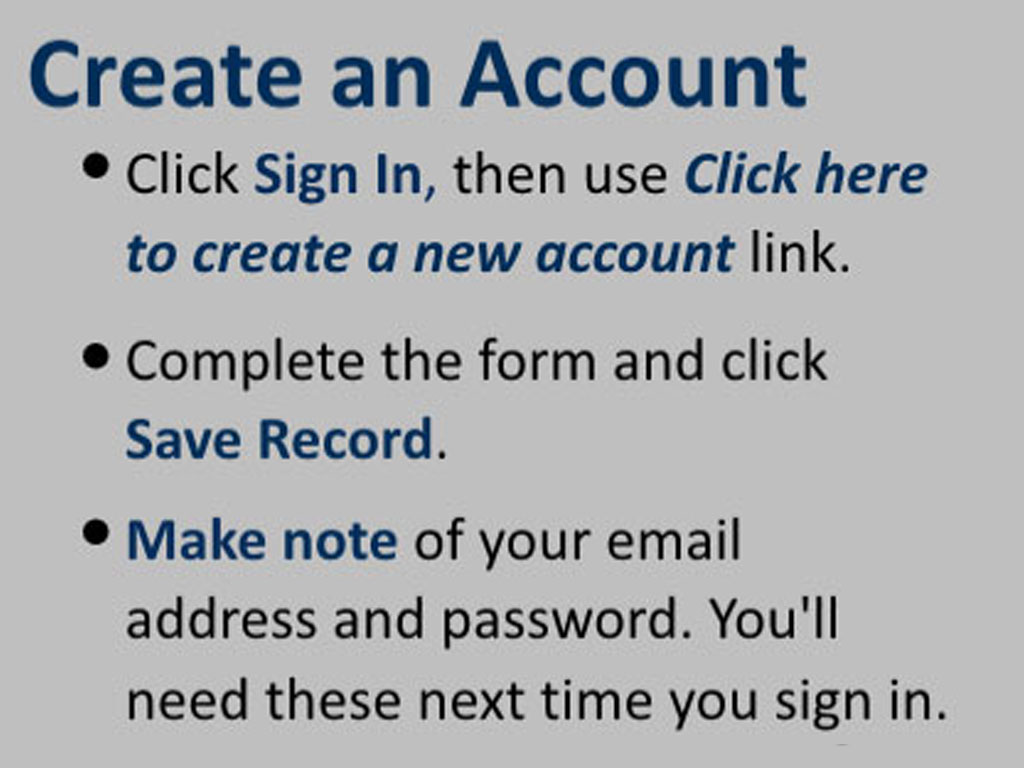 Create an Account
• Click Sign In, then use Click here
to create a new account link.
• Complete the form and click
Save Record.
• Make note of your email
address and password. You'll
need these next time you sign in.